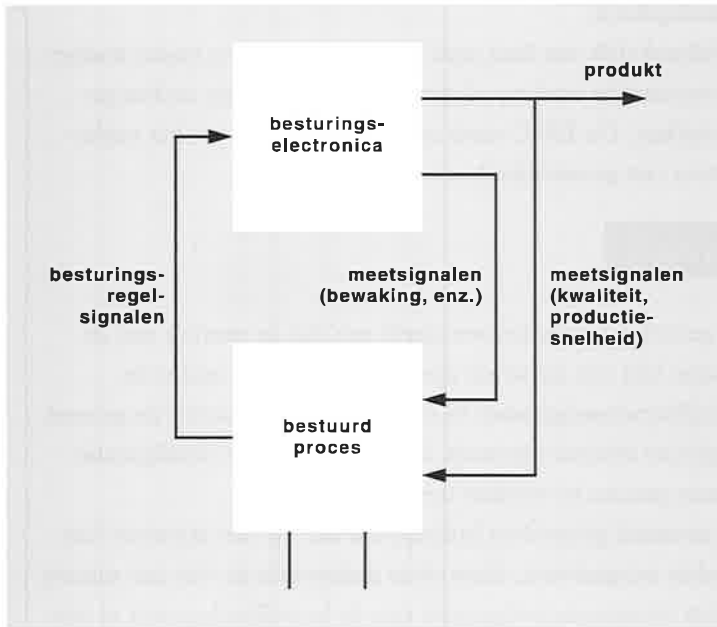 produkt
besturings-
electronica
besturings-
regel-
signalen
meetsignalen
(bewaking, enz.)
meetsignalen
(kwaliteit,
productie-
snelheid)
bestuurd
proces